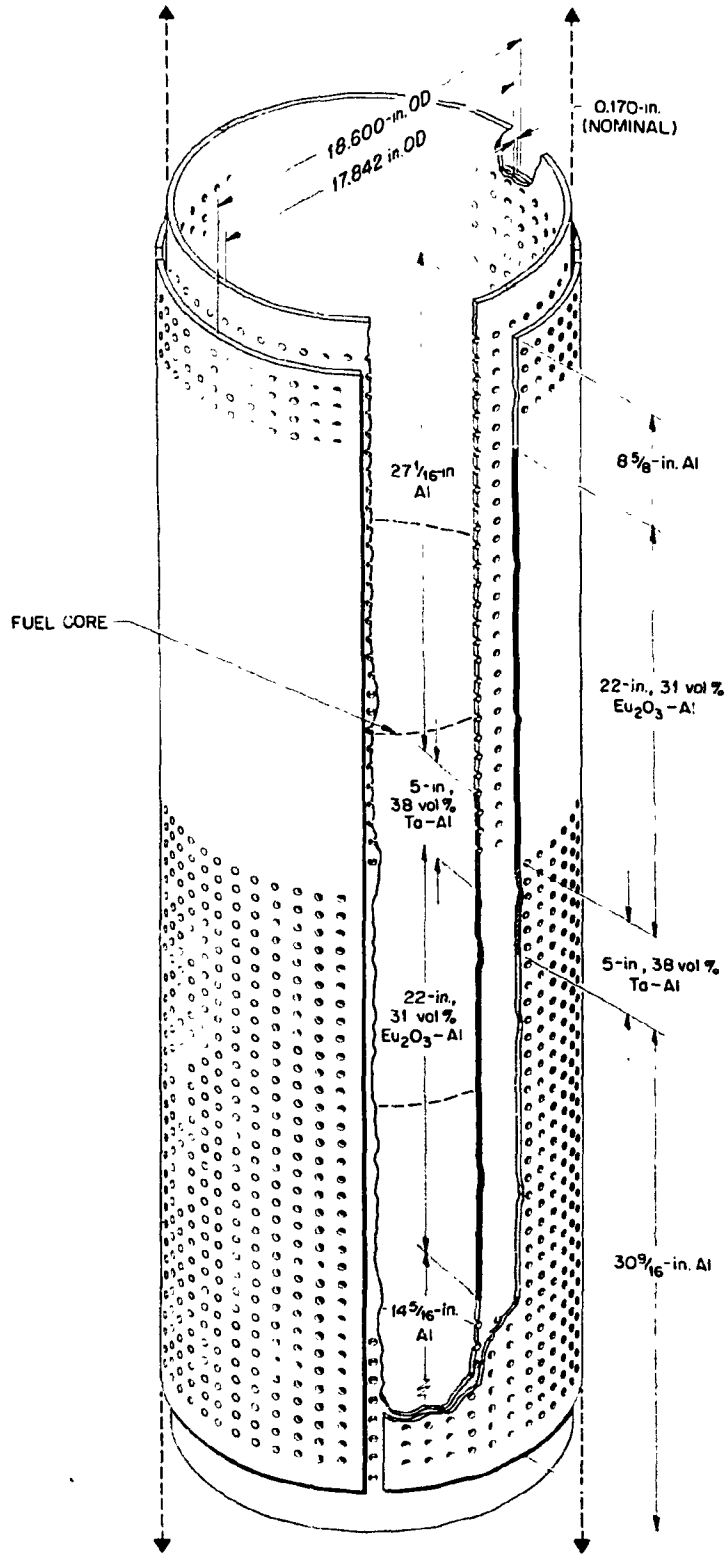 18.600-in. OD
17.842 in. OD
0.170-in.
(NOMINAL)
27 1/16-in
Al
8 5/8-in. Al
FUEL CORE
22-in., 31 vol %
Eu₂O₃-Al
5-in.,
38 vol %
Ta-Al
5-in., 38 vol %
Ta-Al
22-in.,
31 vol %
Eu₂O₃-Al
30 9/16-in. Al
14 5/16-in.
Al